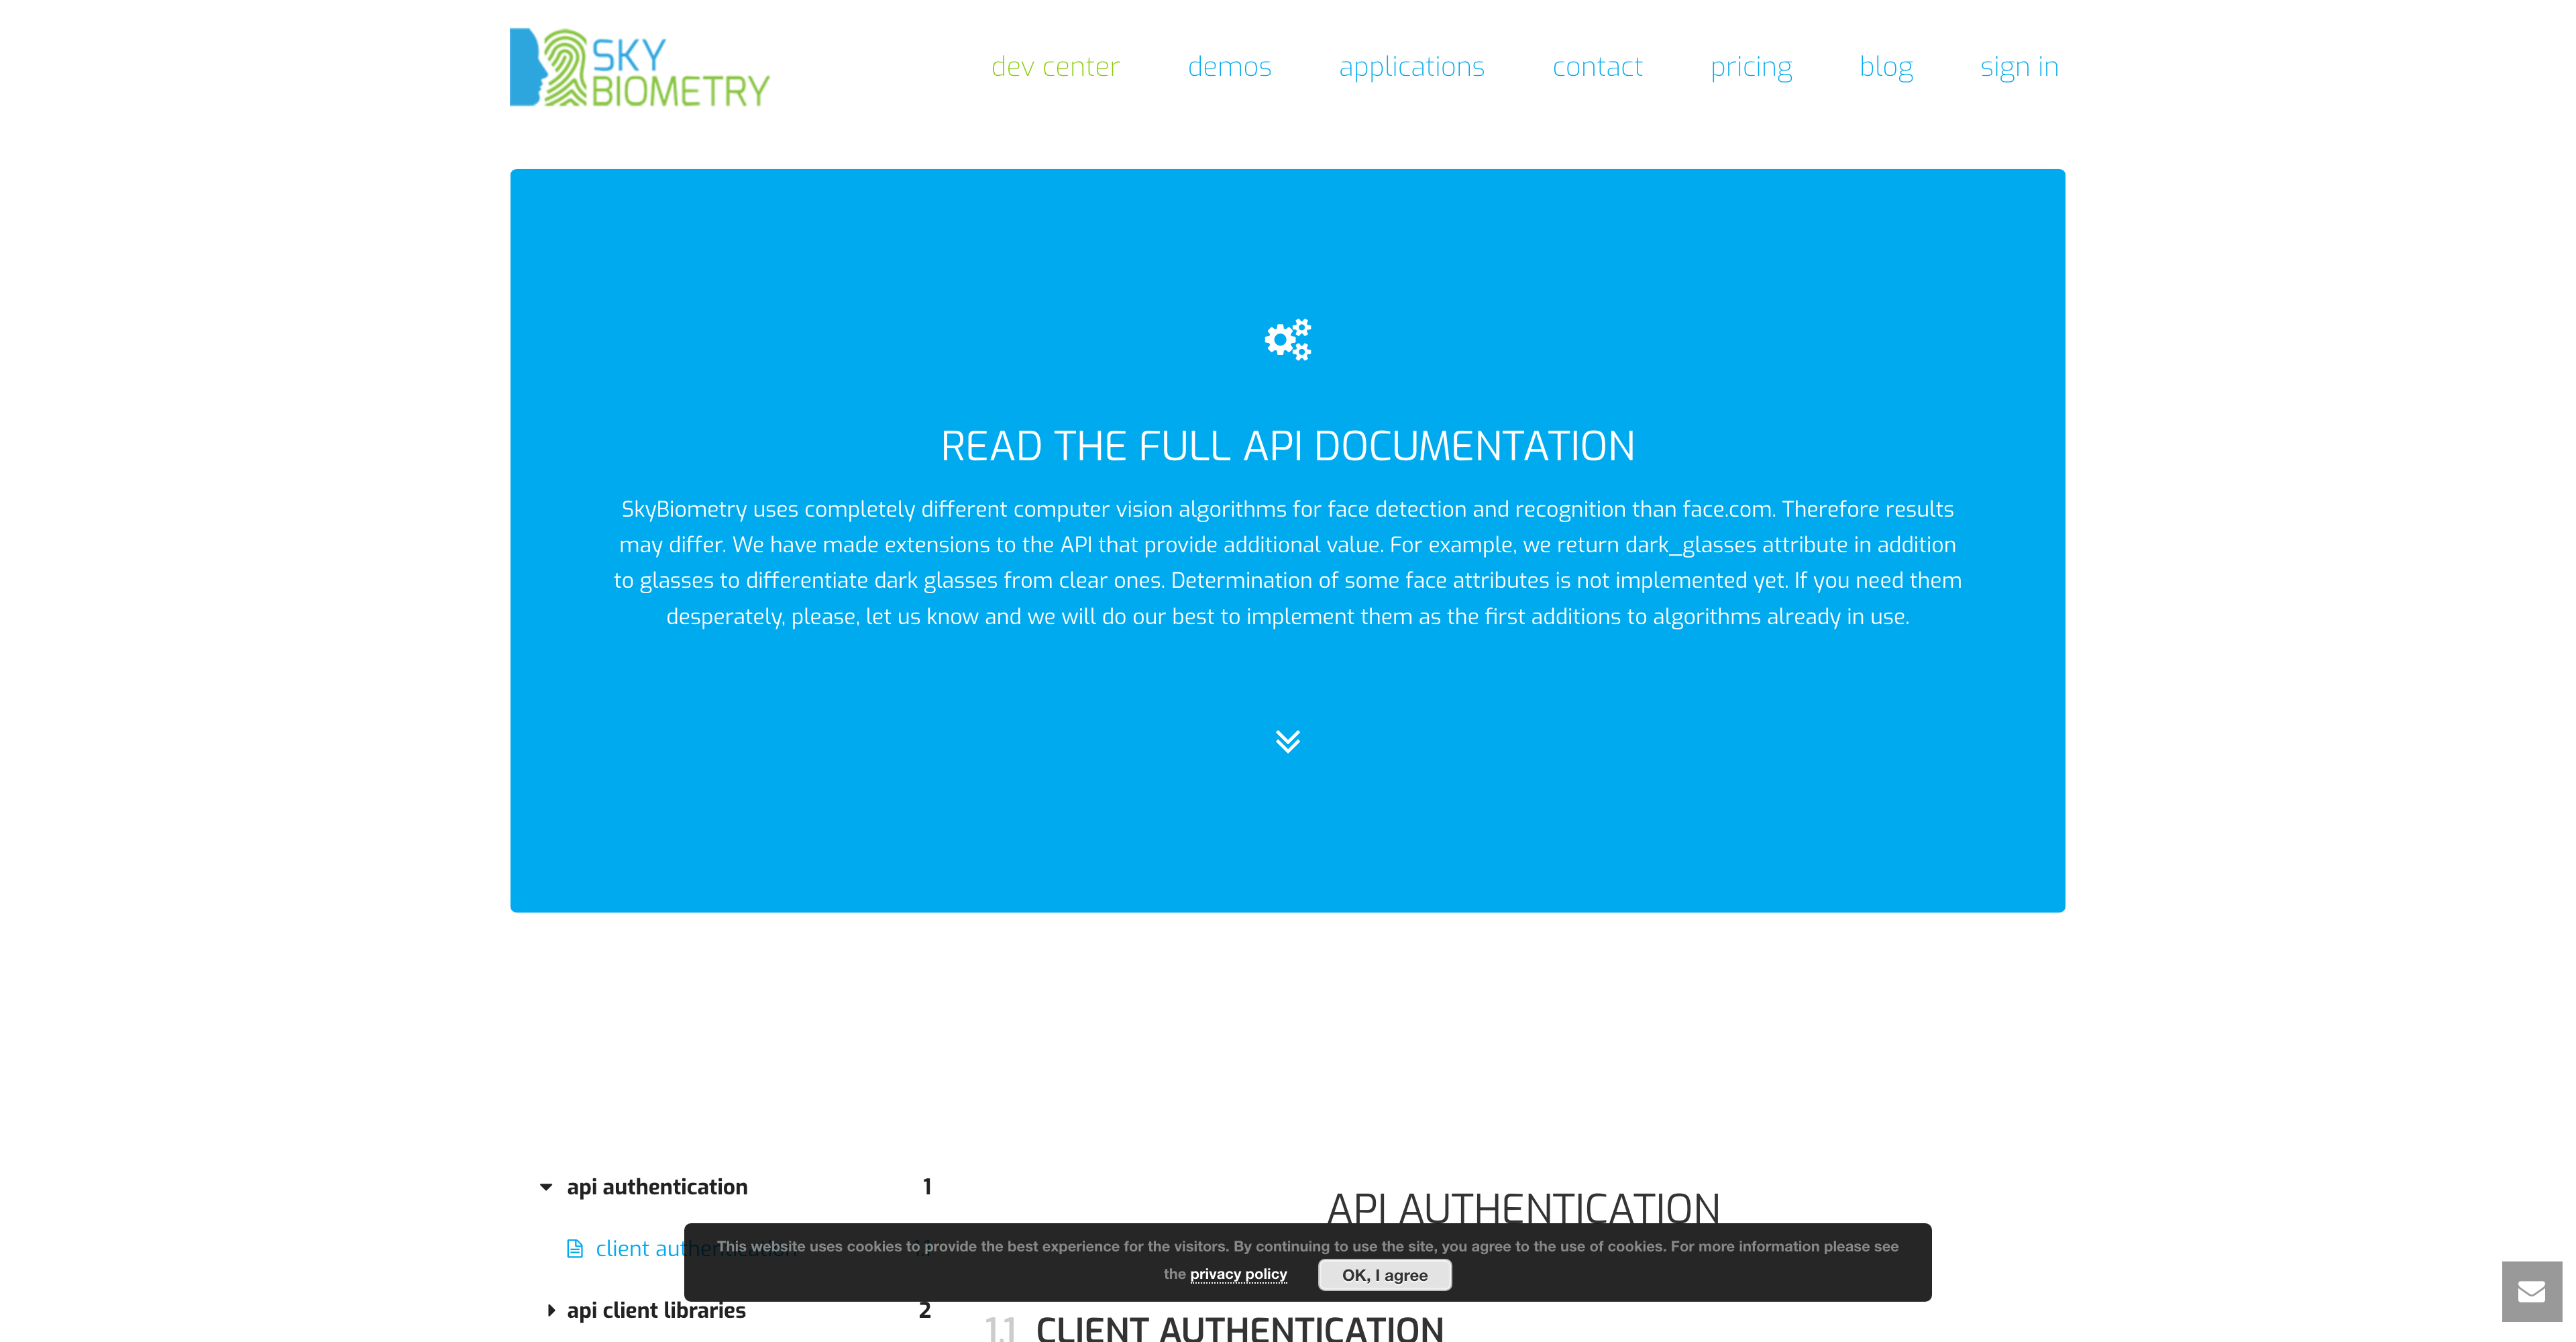 SKY
BIOMETRY
dev center demos applications contact pricing blog sign in
READ THE FULL API DOCUMENTATION
SkyBiometry uses completely different computer vision algorithms for face detection and recognition than face.com. Therefore results
may differ. We have made extensions to the API that provide additional value. For example, we return dark_glasses attribute in addition
to glasses to differentiate dark glasses from clear ones. Determination of some face attributes is not implemented yet. If you need them
desperately, please, let us know and we will do our best to implement them as the first additions to algorithms already in use.
api authentication 1
client authentication
api client libraries 2
API AUTHENTICATION
This website uses cookies to provide the best experience for the visitors. By continuing to use the site, you agree to the use of cookies. For more information please see
the privacy policy OK, I agree
1.1 CLIENT AUTHENTICATION